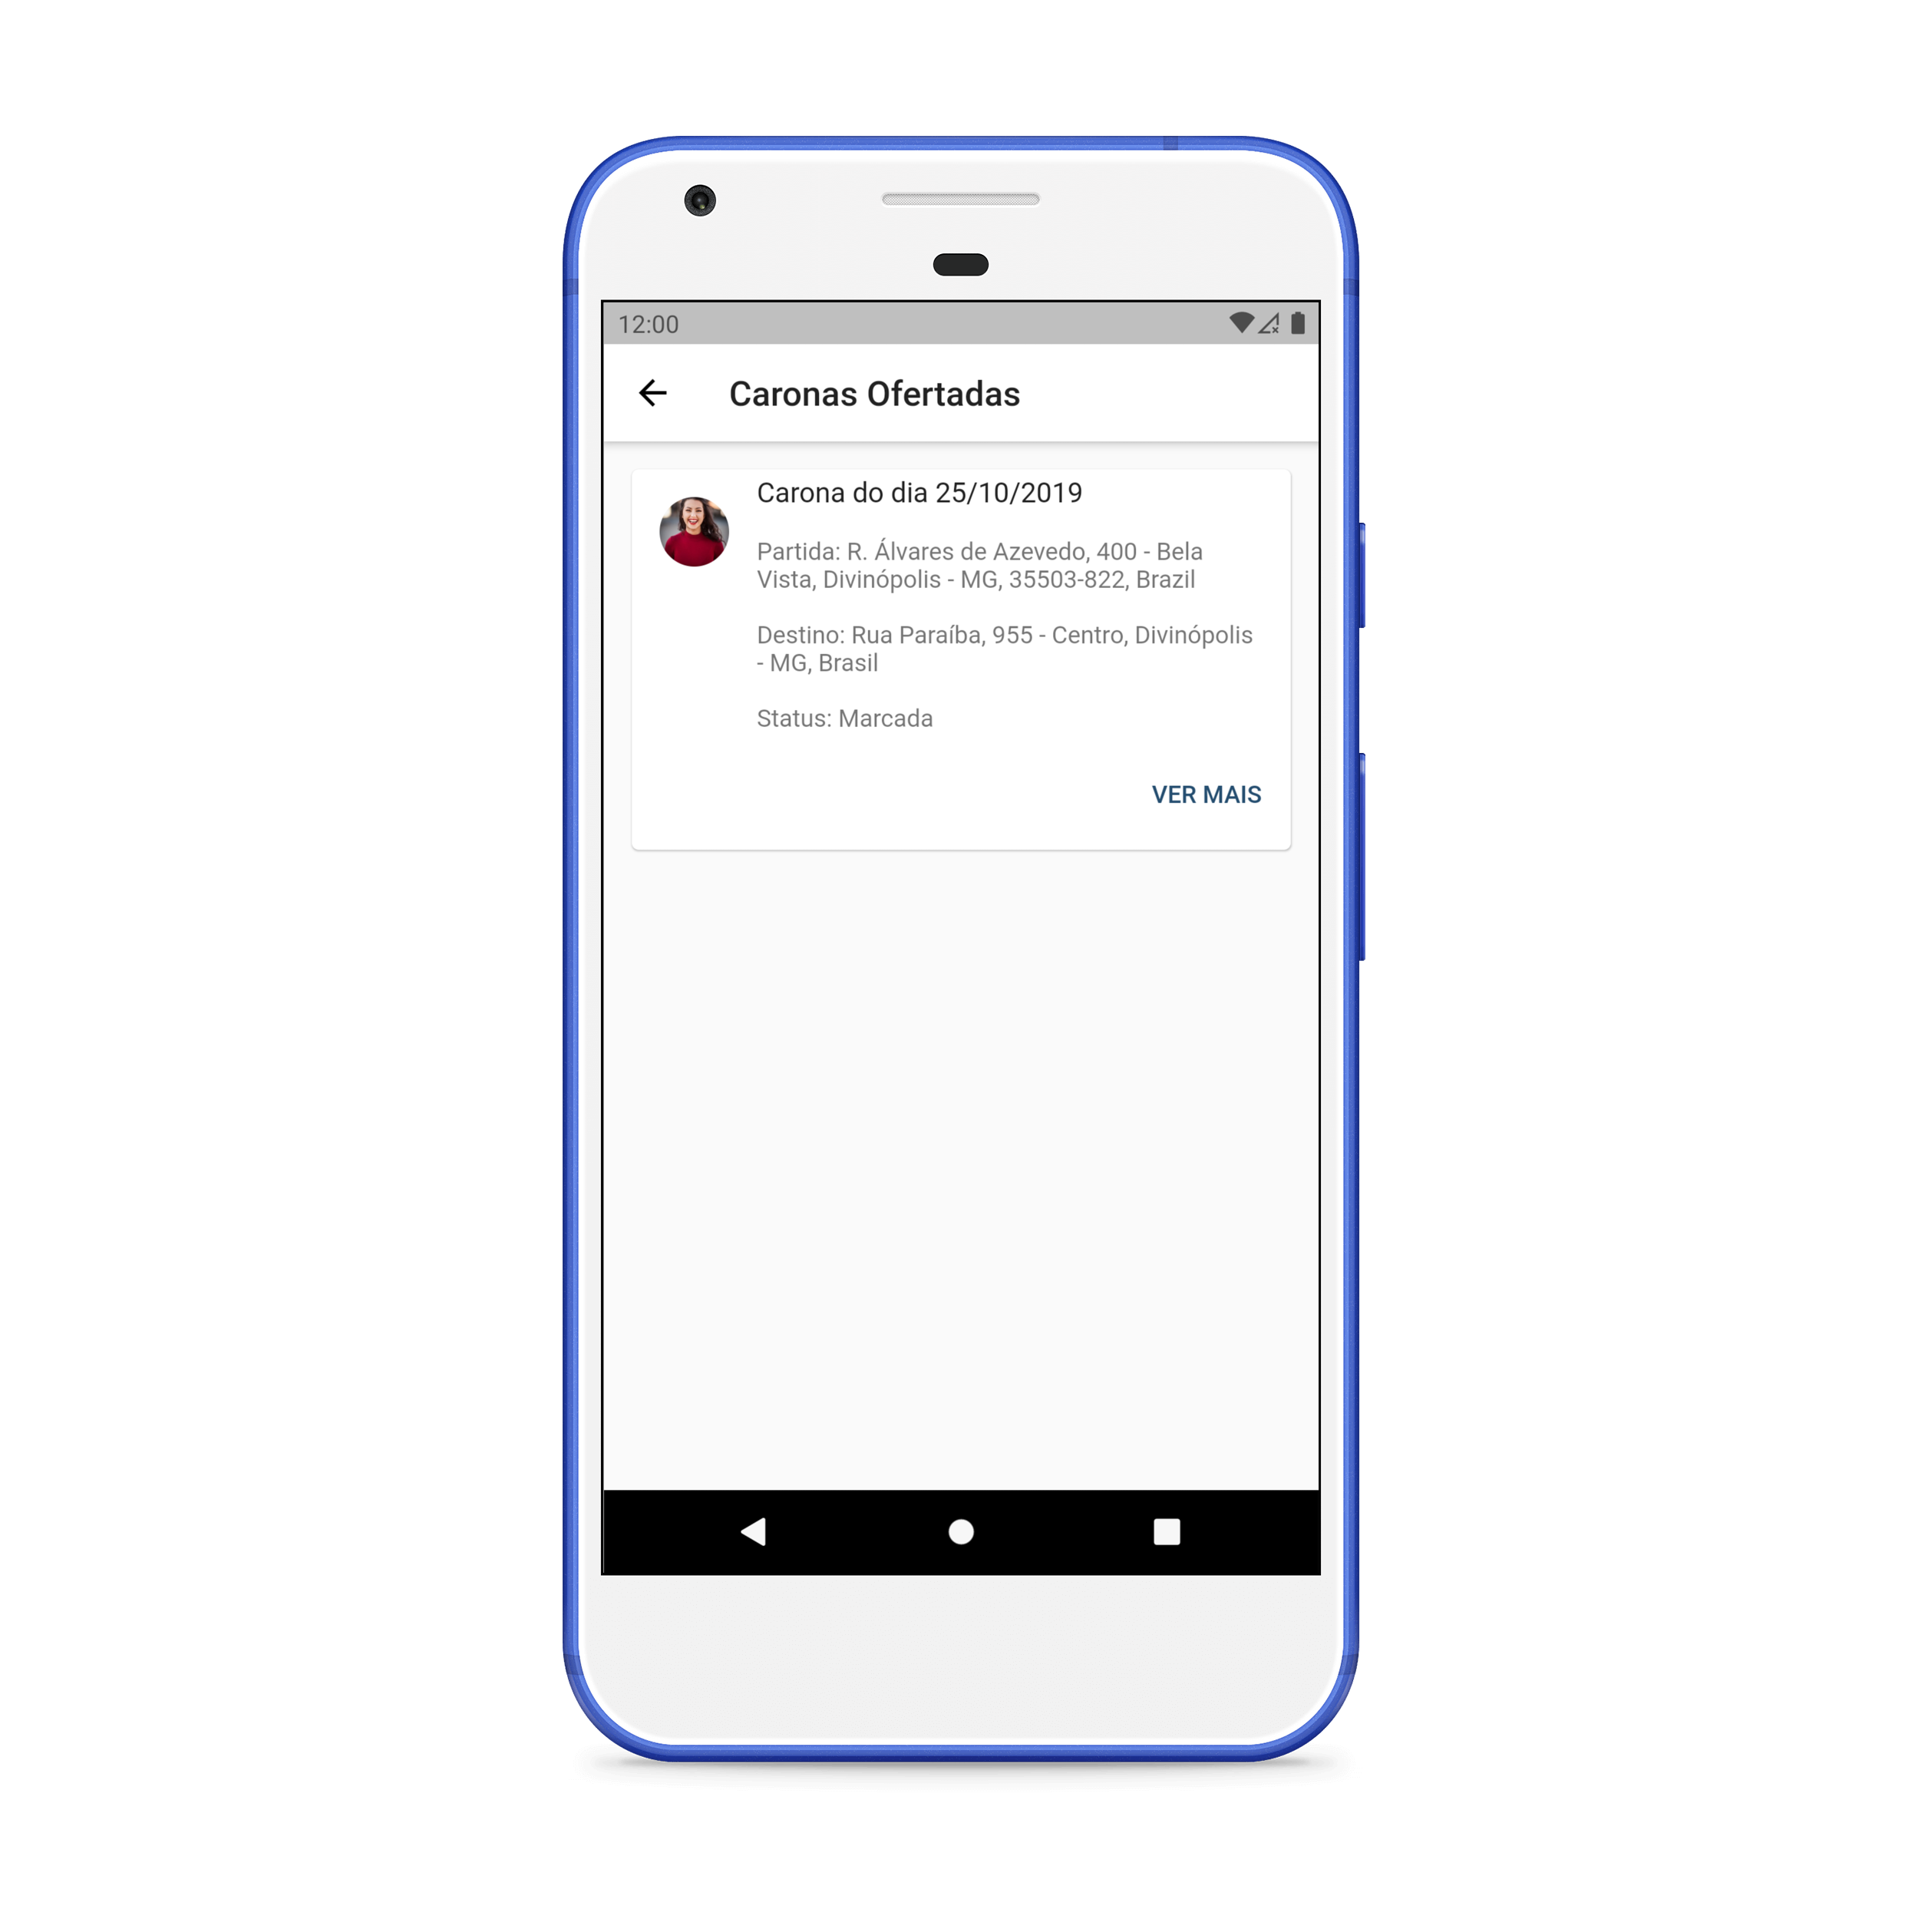 12:00
Caronas Ofertadas
Carona do dia 25/10/2019
Partida: R. Álvares de Azevedo, 400 - Bela
Vista, Divinópolis - MG, 35503-822, Brazil
Destino: Rua Paraíba, 955 - Centro, Divinópolis
- MG, Brasil
Status: Marcada
VER MAIS